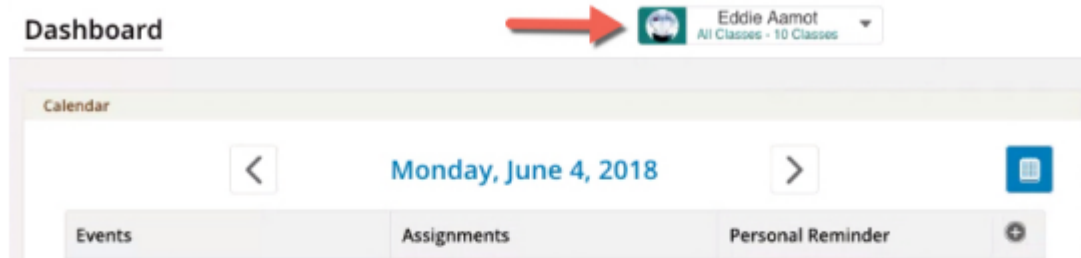 Dashboard
Eddie Aamot
All Classes - 10 Classes
Calendar
Monday, June 4, 2018
Events Assignments Personal Reminder